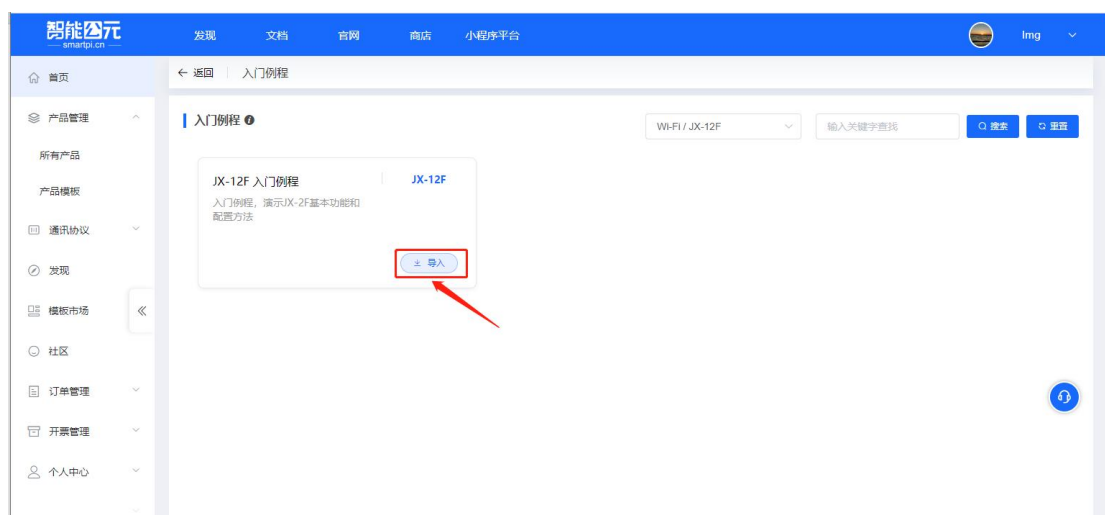 智能公元
smartpi.cn
发现 文档 官网 商店 小程序平台 lmg
首页
← 返回 入门例程
产品管理
入门例程
Wi-Fi / JX-12F 输入关键字查找 搜索 重置
所有产品
产品模板
JX-12F 入门例程 JX-12F
入门例程，演示JX-2F基本功能和
配置方法
导入
通讯协议
发现
模板市场
社区
订单管理
开票管理
个人中心